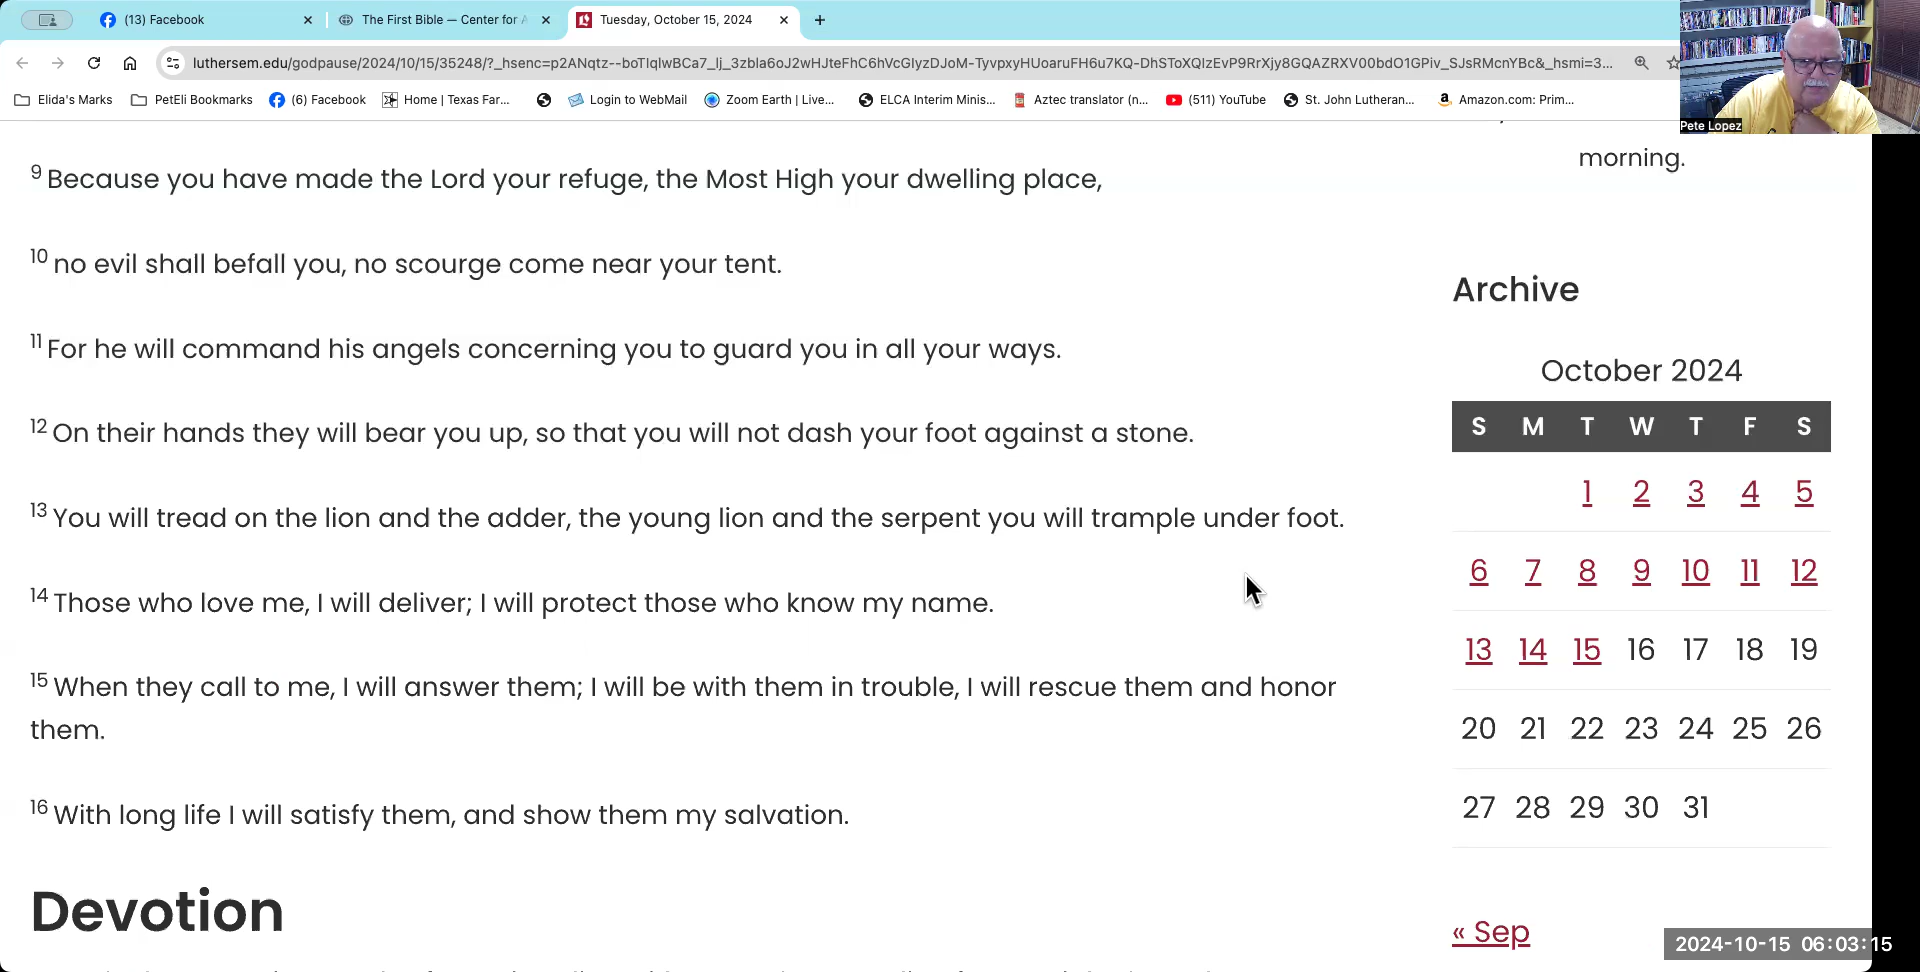 (13) Facebook
The First Bible — Center for
Tuesday, October 15, 2024
luthersem.edu/godpause/2024/10/15/35248/?_hsenc=p2ANqtz--boTIqlwBCa7_lj_3zbla6oJ2wHJteFhC6hVcGIyzDJoM-TyvpxyHUoaruFH6u7KQ-DhSToXQIzEvP9RrXjy8GQAZRXV00bdO1GPiv_SJsRMcnYBc&_hsmi=3...
Elida's Marks
PetEli Bookmarks
(6) Facebook
Home | Texas Far...
Login to WebMail
Zoom Earth | Live...
ELCA Interim Minis...
Aztec translator (n...
(511) YouTube
St. John Lutheran...
Amazon.com: Prim...
Pete Lopez
morning.
9 Because you have made the Lord your refuge, the Most High your dwelling place,
10 no evil shall befall you, no scourge come near your tent.
11 For he will command his angels concerning you to guard you in all your ways.
12 On their hands they will bear you up, so that you will not dash your foot against a stone.
13 You will tread on the lion and the adder, the young lion and the serpent you will trample under foot.
14 Those who love me, I will deliver; I will protect those who know my name.
15 When they call to me, I will answer them; I will be with them in trouble, I will rescue them and honor
them.
16 With long life I will satisfy them, and show them my salvation.
Devotion
Archive
October 2024
S M T W T F S
1 2 3 4 5
6 7 8 9 10 11 12
13 14 15 16 17 18 19
20 21 22 23 24 25 26
27 28 29 30 31
« Sep
2024-10-15 06:03:15